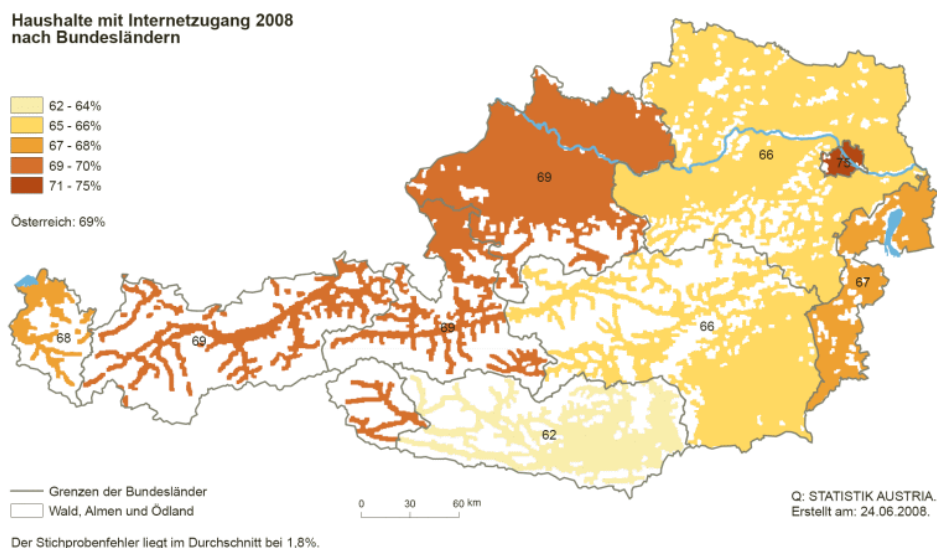 Haushalte mit Internetzugang 2008
nach Bundesländern
62 - 64%
65 - 66%
67 - 68%
69 - 70%
71 - 75%
Österreich: 69%
66
75
69
67
68
69
69
66
62
Grenzen der Bundesländer
Wald, Almen und Ödland
0 30 60 km
Q: STATISTIK AUSTRIA.
Erstellt am: 24.06.2008.
Der Stichprobenfehler liegt im Durchschnitt bei 1,8%.